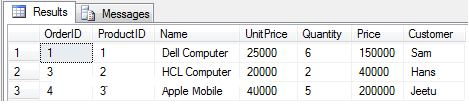 Results Messages
OrderID ProductID Name UnitPrice Quantity Price Customer
1 1 1 Dell Computer 25000 6 150000 Sam
2 3 2 HCL Computer 20000 2 40000 Hans
3 4 3 Apple Mobile 40000 5 200000 Jeetu